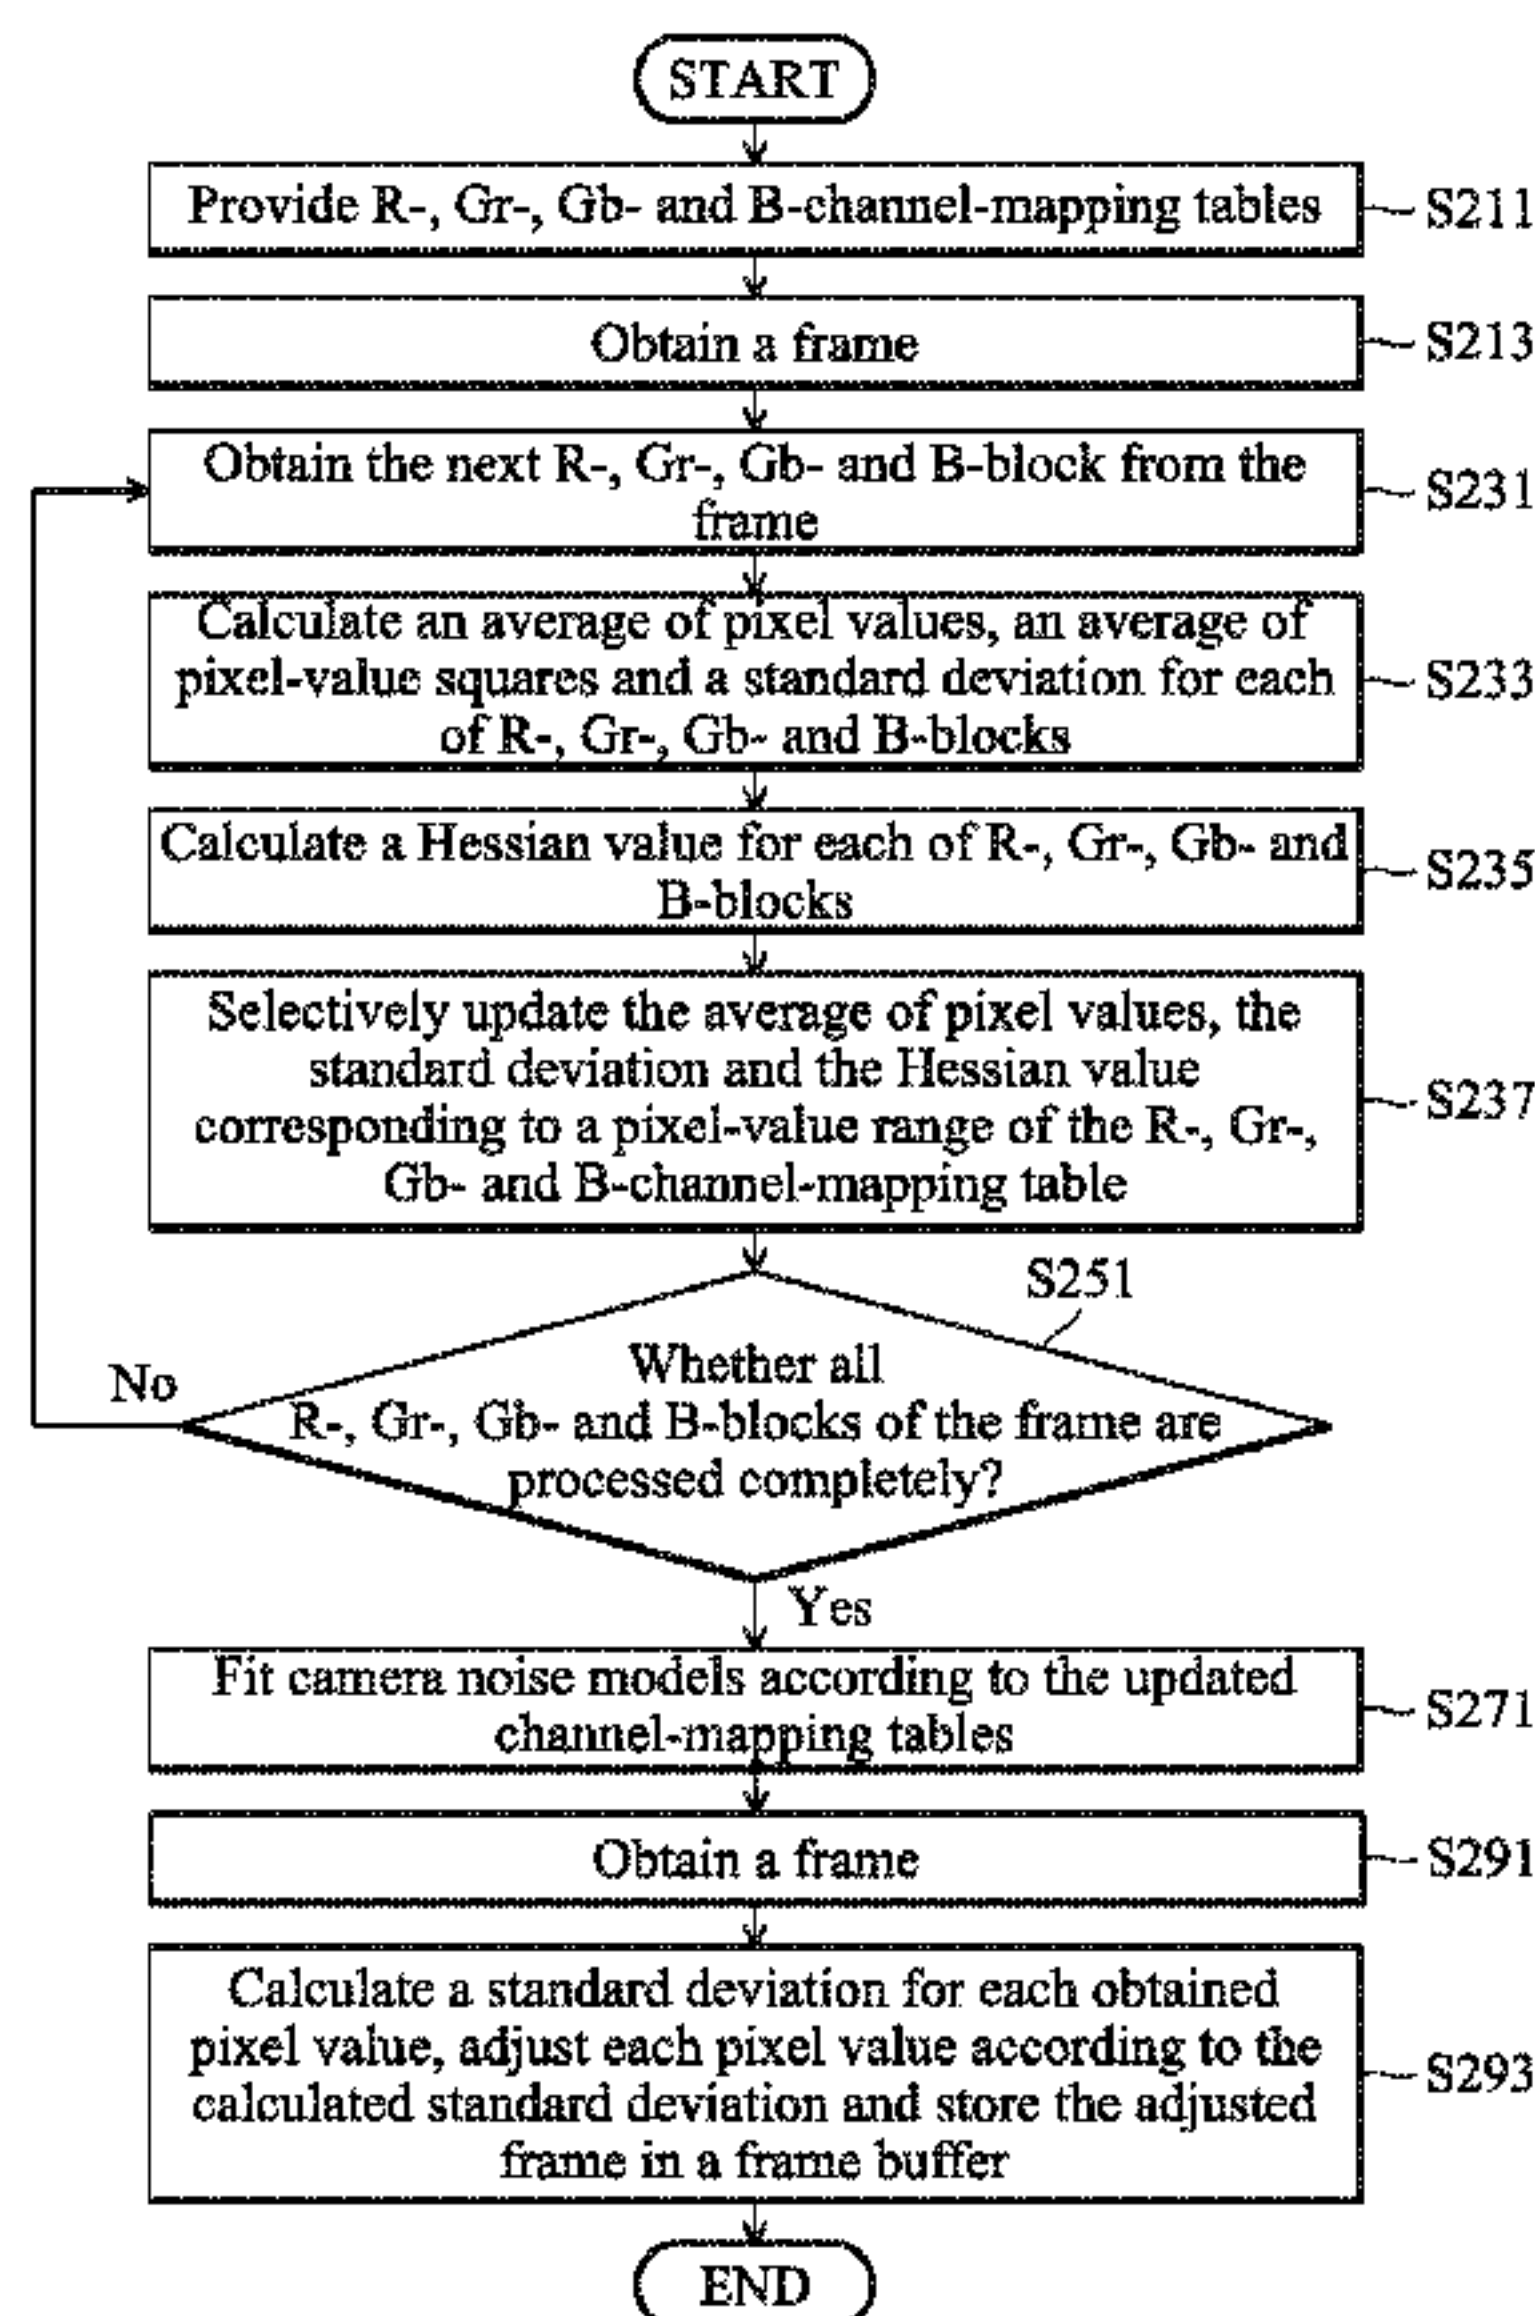 START
Provide R-, Gr-, Gb- and B-channel-mapping tables
S211
Obtain a frame
S213
Obtain the next R-, Gr-, Gb- and B-block from the
frame
S231
Calculate an average of pixel values, an average of
pixel-value squares and a standard deviation for each
of R-, Gr-, Gb- and B-blocks
S233
Calculate a Hessian value for each of R-, Gr-, Gb- and
B-blocks
S235
Selectively update the average of pixel values, the
standard deviation and the Hessian value
corresponding to a pixel-value range of the R-, Gr-,
Gb- and B-channel-mapping table
S237
S251
Whether all
R-, Gr-, Gb- and B-blocks of the frame are
processed completely?
No
Yes
Fit camera noise models according to the updated
channel-mapping tables
S271
Obtain a frame
S291
Calculate a standard deviation for each obtained
pixel value, adjust each pixel value according to the
calculated standard deviation and store the adjusted
frame in a frame buffer
S293
END